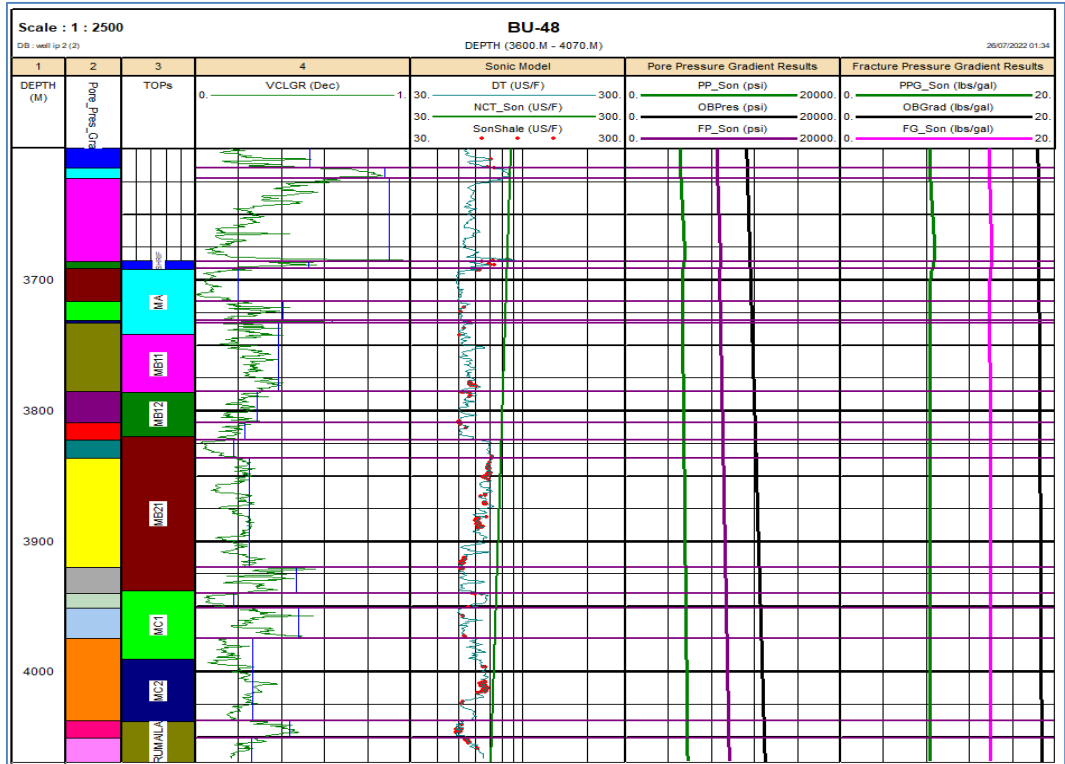 Scale : 1 : 2500
BU-48
DB : well ip 2 (2)
DEPTH (3600.M - 4070.M)
26/07/2022 01:34
1 2 3 4 Sonic Model Pore Pressure Gradient Results Fracture Pressure Gradient Results
DEPTH (M)
Pore_Pres_Gra
TOPs
VCLGR (Dec)
0. 1.
DT (US/F)
30. 300.
NCT_Son (US/F)
30. 300.
SonShale (US/F)
30. 300.
PP_Son (psi)
0. 20000.
OBPres (psi)
0. 20000.
FP_Son (psi)
0. 20000.
PPG_Son (lbs/gal)
0. 20.
OBGrad (lbs/gal)
0. 20.
FG_Son (lbs/gal)
0. 20.
3700
3800
3900
4000
MA
MB11
MB12
MB21
MC1
MC2
RUMAILA